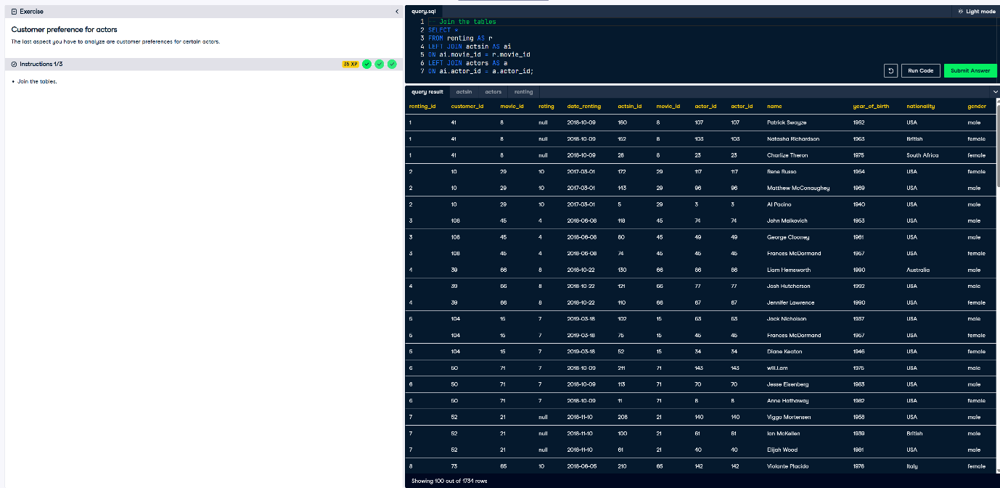 Exercise
Customer preference for actors
The last aspect you have to analyze are customer preferences for certain actors.
Instructions 1/3
35 XP
Join the tables.
query.sql
Light mode
1 -- Join the tables
2 SELECT *
3 FROM renting AS r
4 LEFT JOIN actsin AS ai
5 ON ai.movie_id = r.movie_id
6 LEFT JOIN actors AS a
7 ON ai.actor_id = a.actor_id;
Run Code
Submit Answer
query result actsin actors renting
renting_id customer_id movie_id rating date_renting actsin_id movie_id actor_id actor_id name year_of_birth nationality gender
1 41 8 null 2018-10-09 160 8 107 107 Patrick Swayze 1952 USA male
1 41 8 null 2018-10-09 152 8 103 103 Natasha Richardson 1963 British female
1 41 8 null 2018-10-09 28 8 23 23 Charlize Theron 1975 South Africa female
2 10 29 10 2017-03-01 172 29 117 117 Rene Russo 1954 USA female
2 10 29 10 2017-03-01 143 29 96 96 Matthew McConaughey 1969 USA male
2 10 29 10 2017-03-01 5 29 3 3 Al Pacino 1940 USA male
3 108 45 4 2018-06-08 118 45 74 74 John Malkovich 1953 USA male
3 108 45 4 2018-06-08 80 45 49 49 George Clooney 1961 USA male
3 108 45 4 2018-06-08 74 45 45 45 Frances McDormand 1957 USA female
4 39 66 8 2018-10-22 130 66 86 86 Liam Hemsworth 1990 Australia male
4 39 66 8 2018-10-22 121 66 77 77 Josh Hutcherson 1992 USA male
4 39 66 8 2018-10-22 110 66 67 67 Jennifer Lawrence 1990 USA female
5 104 15 7 2019-03-18 102 15 63 63 Jack Nicholson 1937 USA male
5 104 15 7 2019-03-18 75 15 45 45 Frances McDormand 1957 USA female
5 104 15 7 2019-03-18 52 15 34 34 Diane Keaton 1946 USA female
6 50 71 7 2018-10-09 211 71 143 143 will.i.am 1975 USA male
6 50 71 7 2018-10-09 113 71 70 70 Jesse Eisenberg 1983 USA male
6 50 71 7 2018-10-09 11 71 8 8 Anne Hathaway 1982 USA female
7 52 21 null 2018-11-10 208 21 140 140 Viggo Mortensen 1958 USA male
7 52 21 null 2018-11-10 100 21 61 61 Ian McKellen 1939 British male
7 52 21 null 2018-11-10 61 21 40 40 Elijah Wood 1981 USA male
8 73 65 10 2018-06-05 210 65 142 142 Violante Placido 1976 Italy female
Showing 100 out of 1734 rows